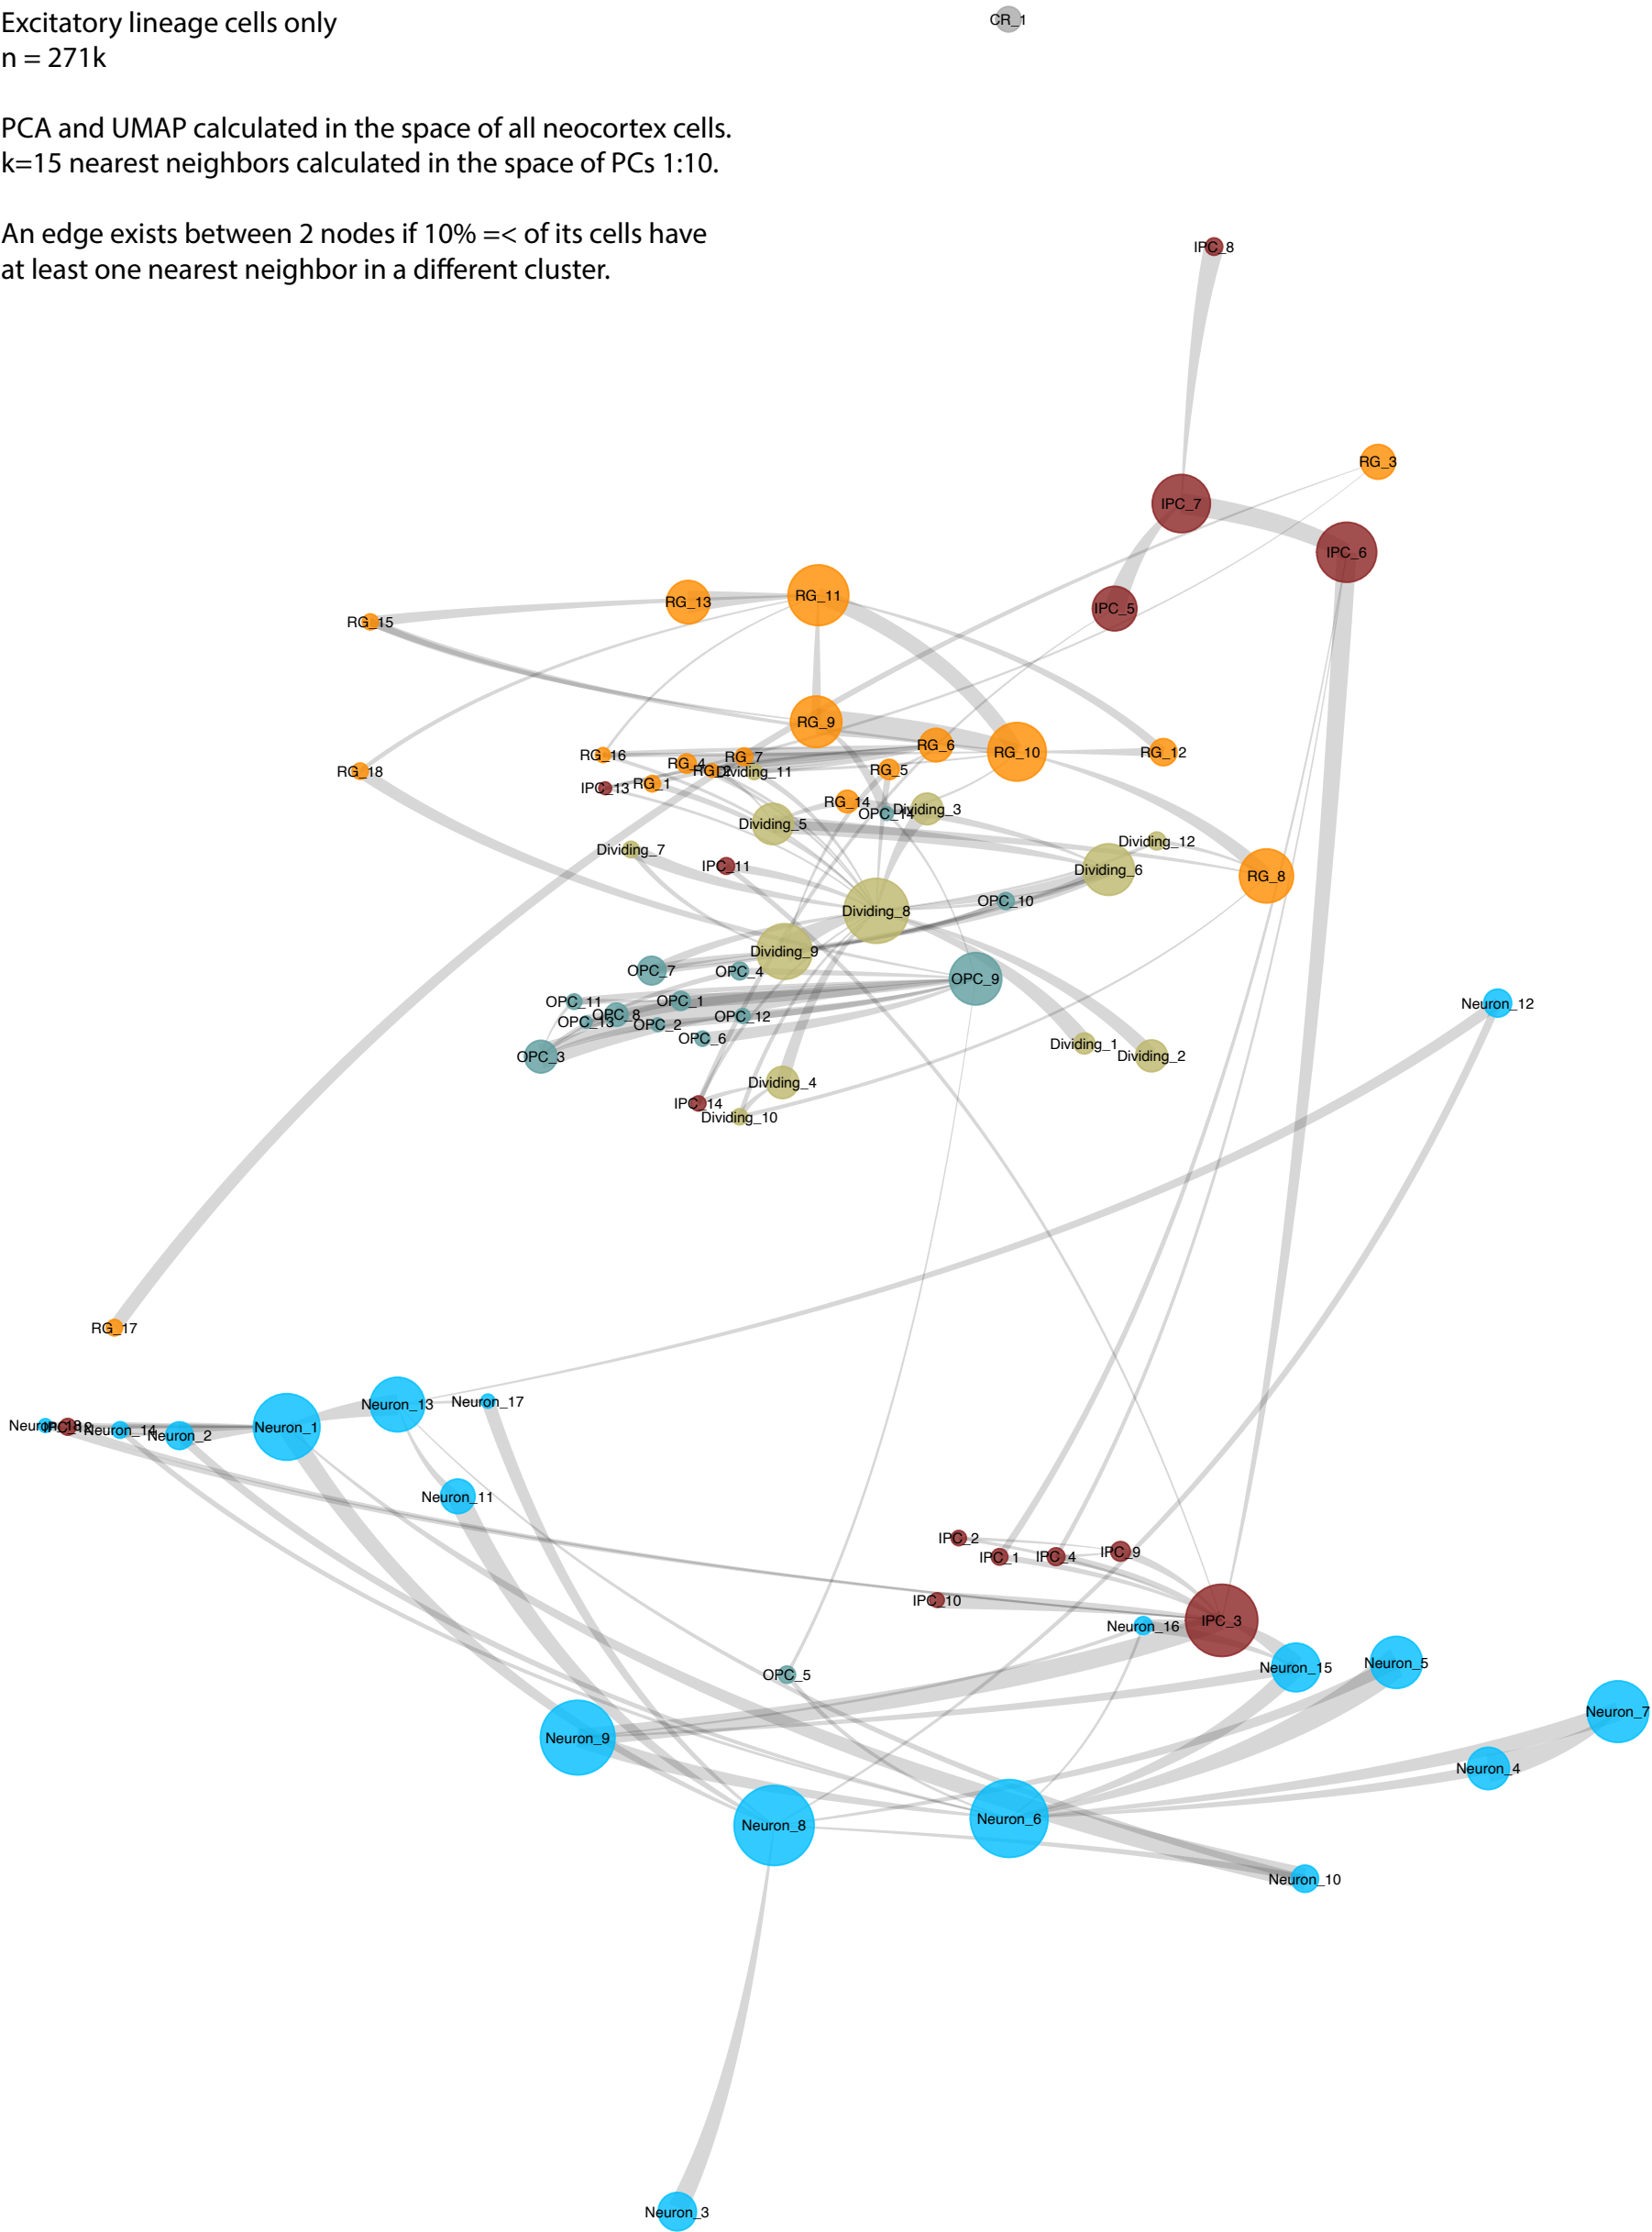 Excitatory lineage cells only
n = 271k
PCA and UMAP calculated in the space of all neocortex cells.
k=15 nearest neighbors calculated in the space of PCs 1:10.
An edge exists between 2 nodes if 10% =< of its cells have
at least one nearest neighbor in a different cluster.
CR_1
IPC_8
RG_3
IPC_7
IPC_6
RG_11
RG_13
IPC_5
RG_15
RG_9
RG_6
RG_10
RG_12
RG_16
RG_7
RG_4
RG_2
Dividing_11
RG_5
RG_18
RG_1
IPC_13
RG_14
Dividing_3
OPC_14
Dividing_5
Dividing_12
Dividing_7
IPC_11
Dividing_6
RG_8
OPC_10
Dividing_8
Dividing_9
OPC_7
OPC_4
OPC_9
OPC_11
OPC_1
Neuron_12
OPC_8
OPC_12
OPC_13
OPC_2
OPC_6
Dividing_1
OPC_3
Dividing_2
Dividing_4
IPC_14
Dividing_10
RG_17
Neuron_13
Neuron_17
Neuron_18
IPC_12
Neuron_14
Neuron_2
Neuron_1
Neuron_11
IPC_2
IPC_1
IPC_4
IPC_9
IPC_10
IPC_3
Neuron_16
Neuron_15
Neuron_5
OPC_5
Neuron_7
Neuron_9
Neuron_4
Neuron_6
Neuron_8
Neuron_10
Neuron_3